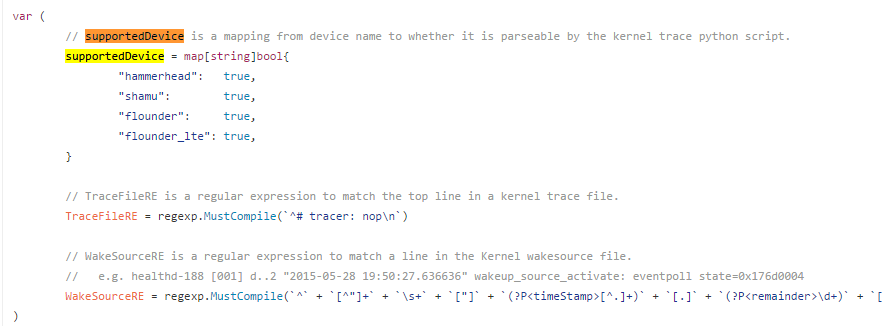 var (
// supportedDevice is a mapping from device name to whether it is parseable by the kernel trace python script.
supportedDevice = map[string]bool{
"hammerhead":   true,
"shamu":        true,
"flounder":     true,
"flounder_lte": true,
}
// TraceFileRE is a regular expression to match the top line in a kernel trace file.
TraceFileRE = regexp.MustCompile(`^# tracer: nop\n`)
// WakeSourceRE is a regular expression to match a line in the Kernel wakesource file.
//   e.g. healthd-188 [001] d..2 "2015-05-28 19:50:27.636636" wakeup_source_activate: eventpoll state=0x176d0004
WakeSourceRE = regexp.MustCompile(`^` + `[^"]+` + `\s+` + `["]` + `(?P<timeStamp>[^.]+)` + `[.]` + `(?P<remainder>\d+)` + `[
)